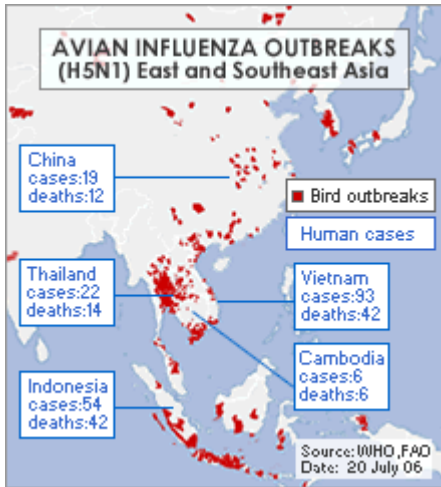 AVIAN INFLUENZA OUTBREAKS
(H5N1) East and Southeast Asia
China
cases:19
deaths:12
Bird outbreaks
Human cases
Thailand
cases:22
deaths:14
Vietnam
cases:93
deaths:42
Cambodia
cases:6
deaths:6
Indonesia
cases:54
deaths:42
Source:WHO,FAO
Date: 20 July 06